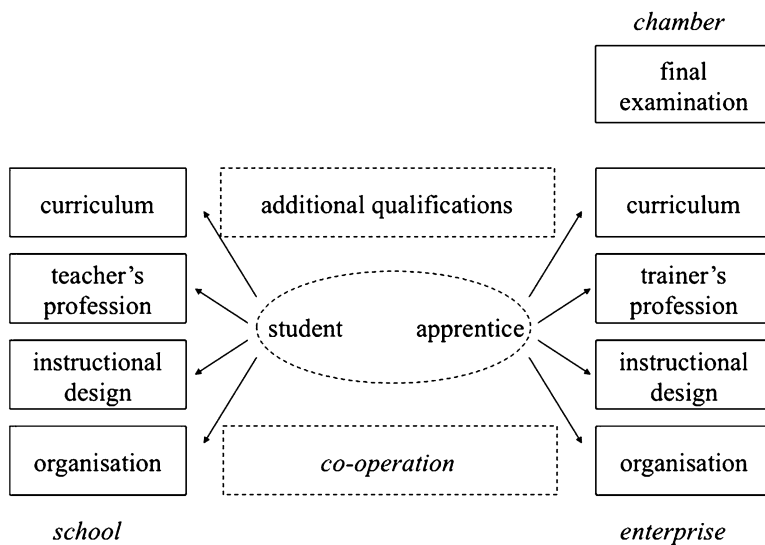 chamber
final
examination
curriculum
additional qualifications
curriculum
teacher’s
profession
trainer’s
profession
student
apprentice
instructional
design
instructional
design
organisation
co-operation
organisation
school
enterprise